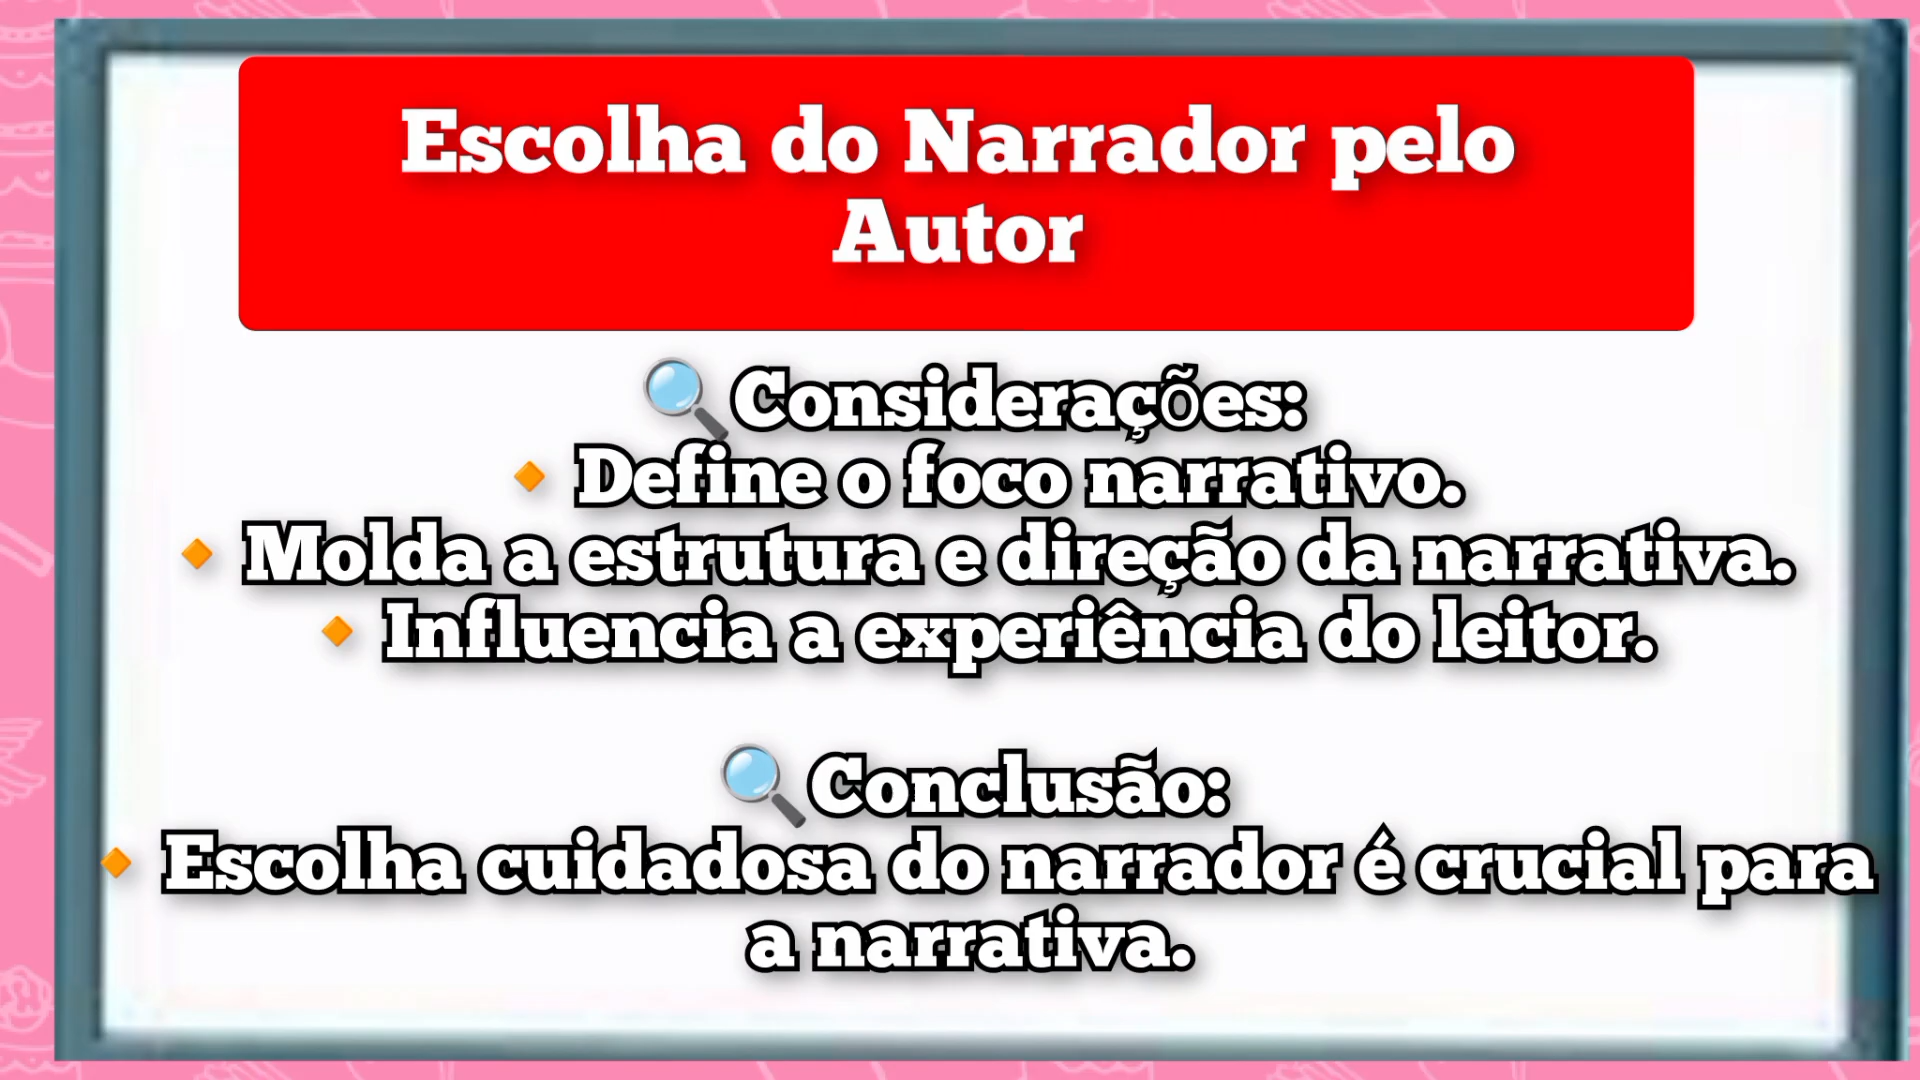 Escolha do Narrador pelo
Autor
🔍Considerações:
🔸 Define o foco narrativo.
🔸 Molda a estrutura e direção da narrativa.
🔸 Influencia a experiência do leitor.
🔍Conclusão:
🔸 Escolha cuidadosa do narrador é crucial para
a narrativa.